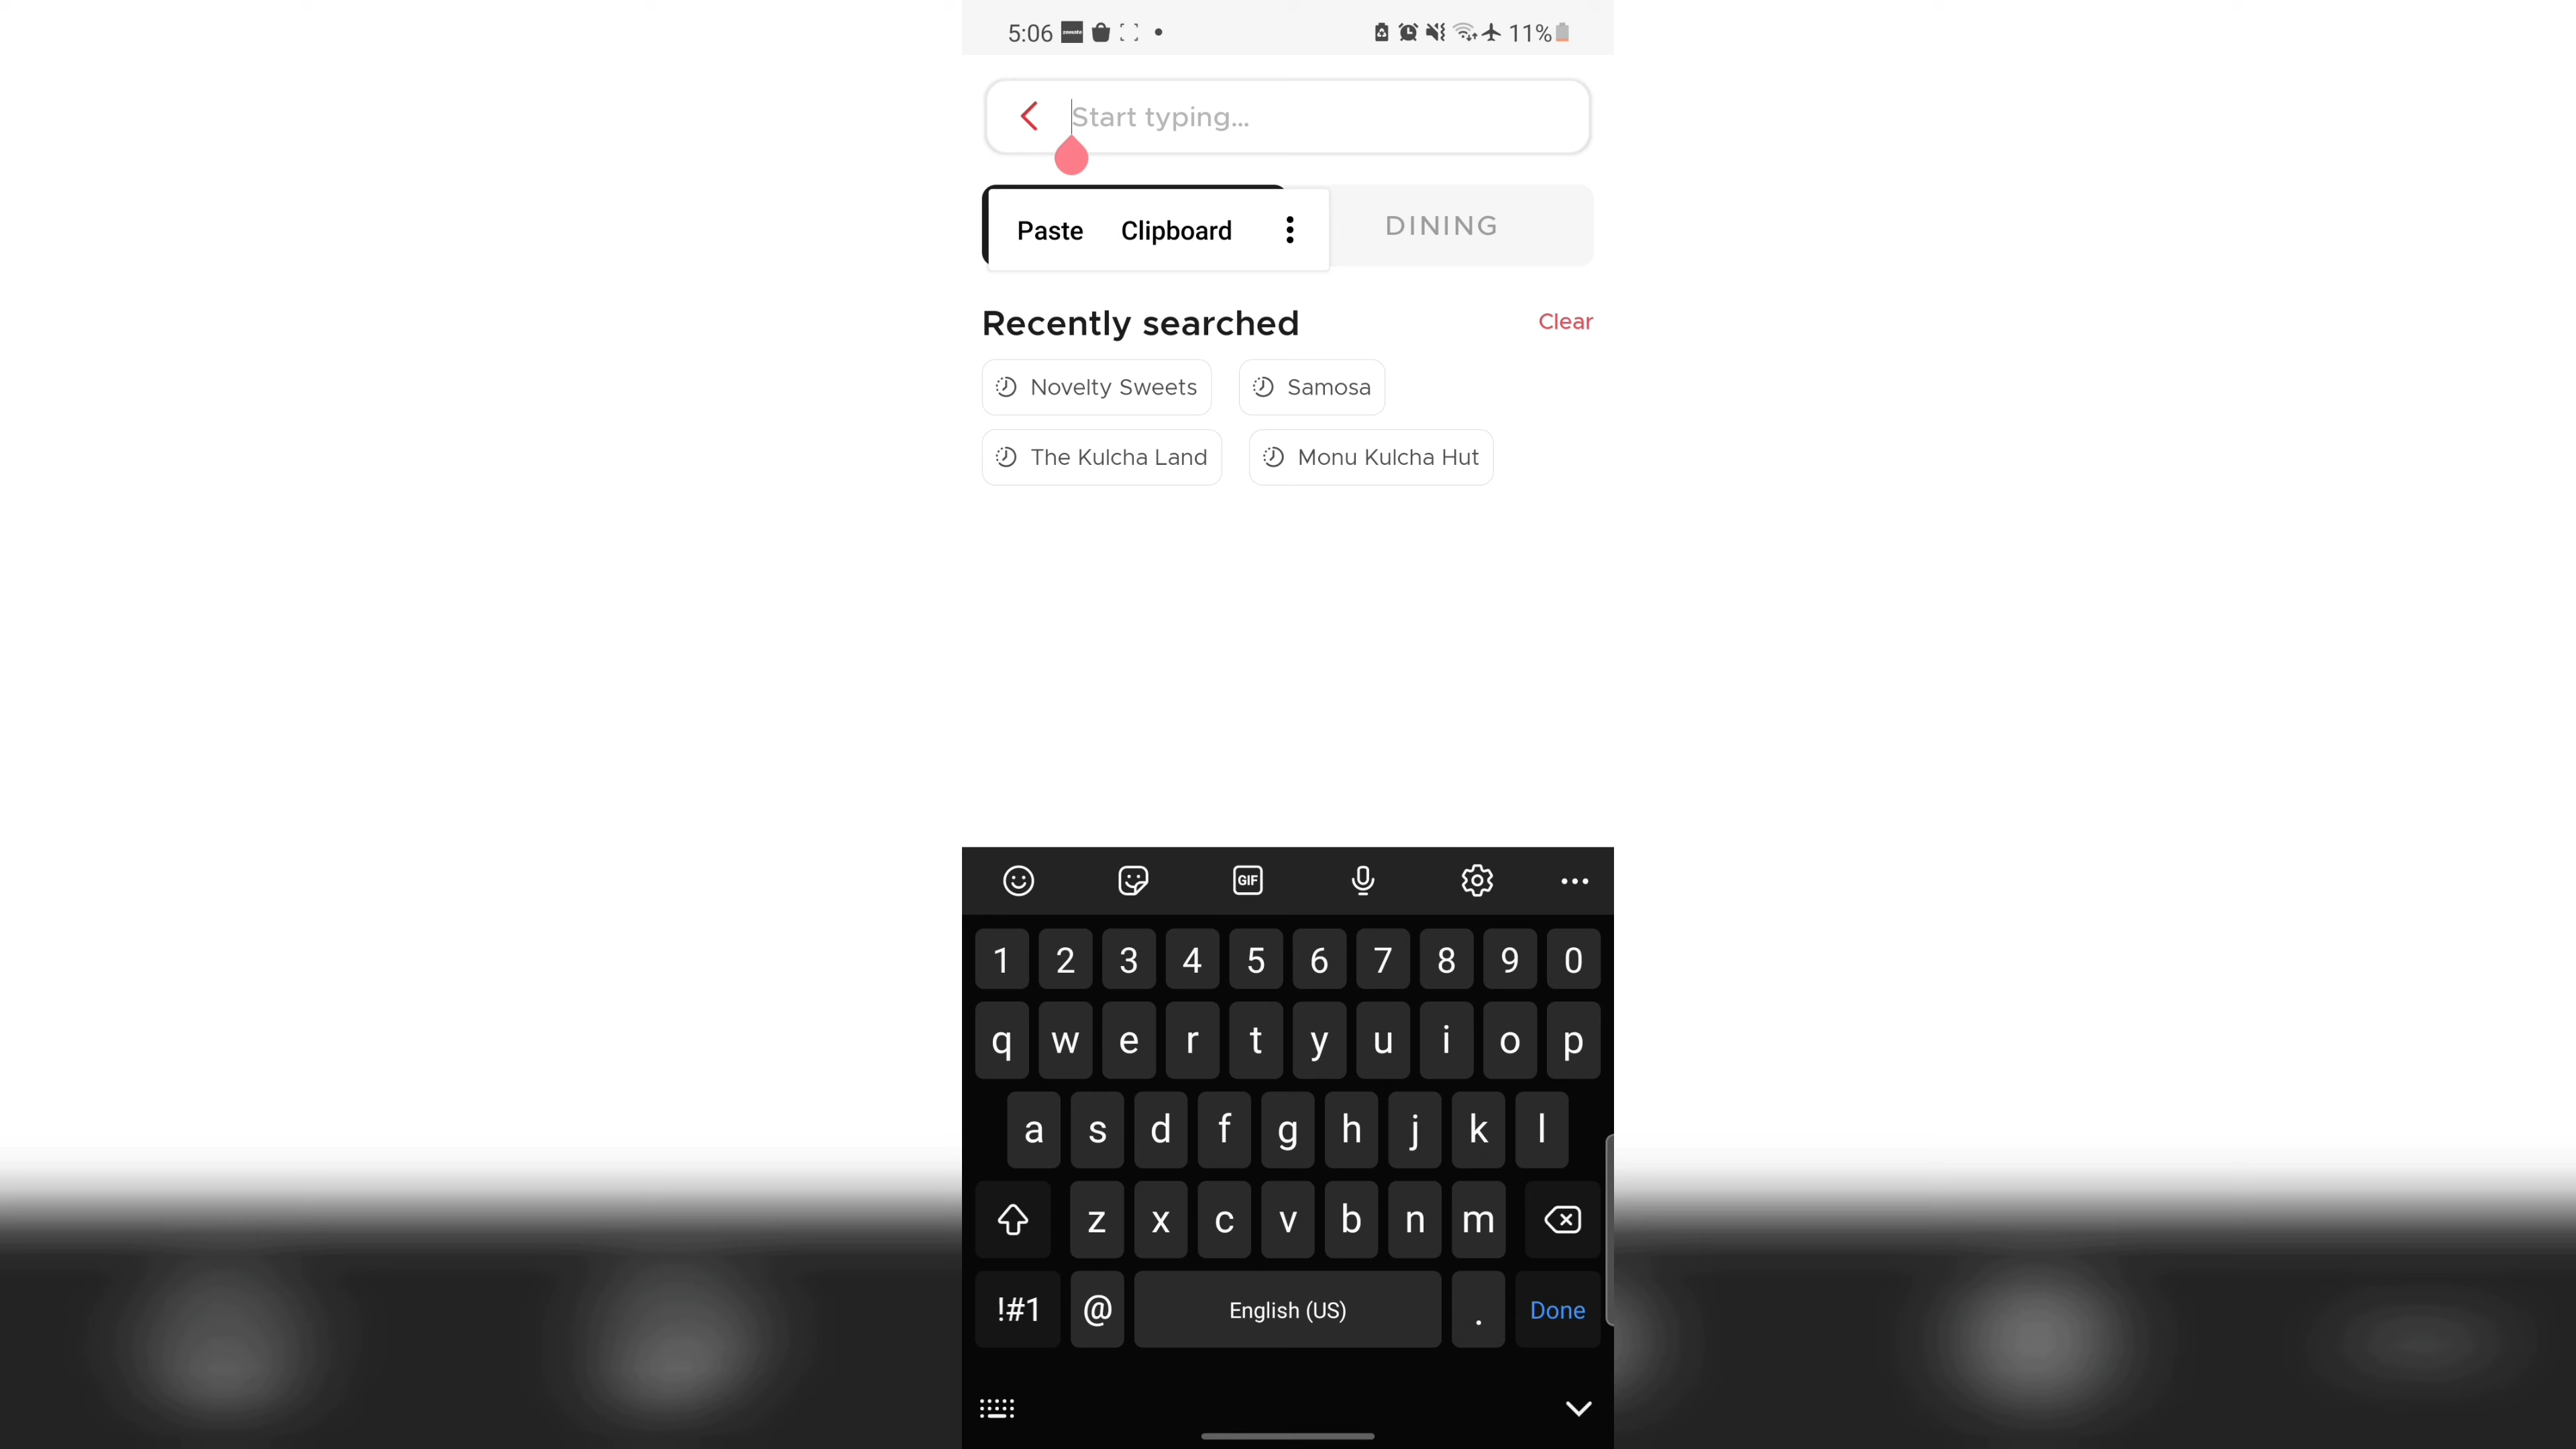 5:06 11%
Start typing...
Paste Clipboard DINING
Recently searched Clear
Novelty Sweets Samosa
The Kulcha Land Monu Kulcha Hut
GIF
1 2 3 4 5 6 7 8 9 0
q w e r t y u i o p
a s d f g h j k l
z x c v b n m
!#1 @ English (US) . Done